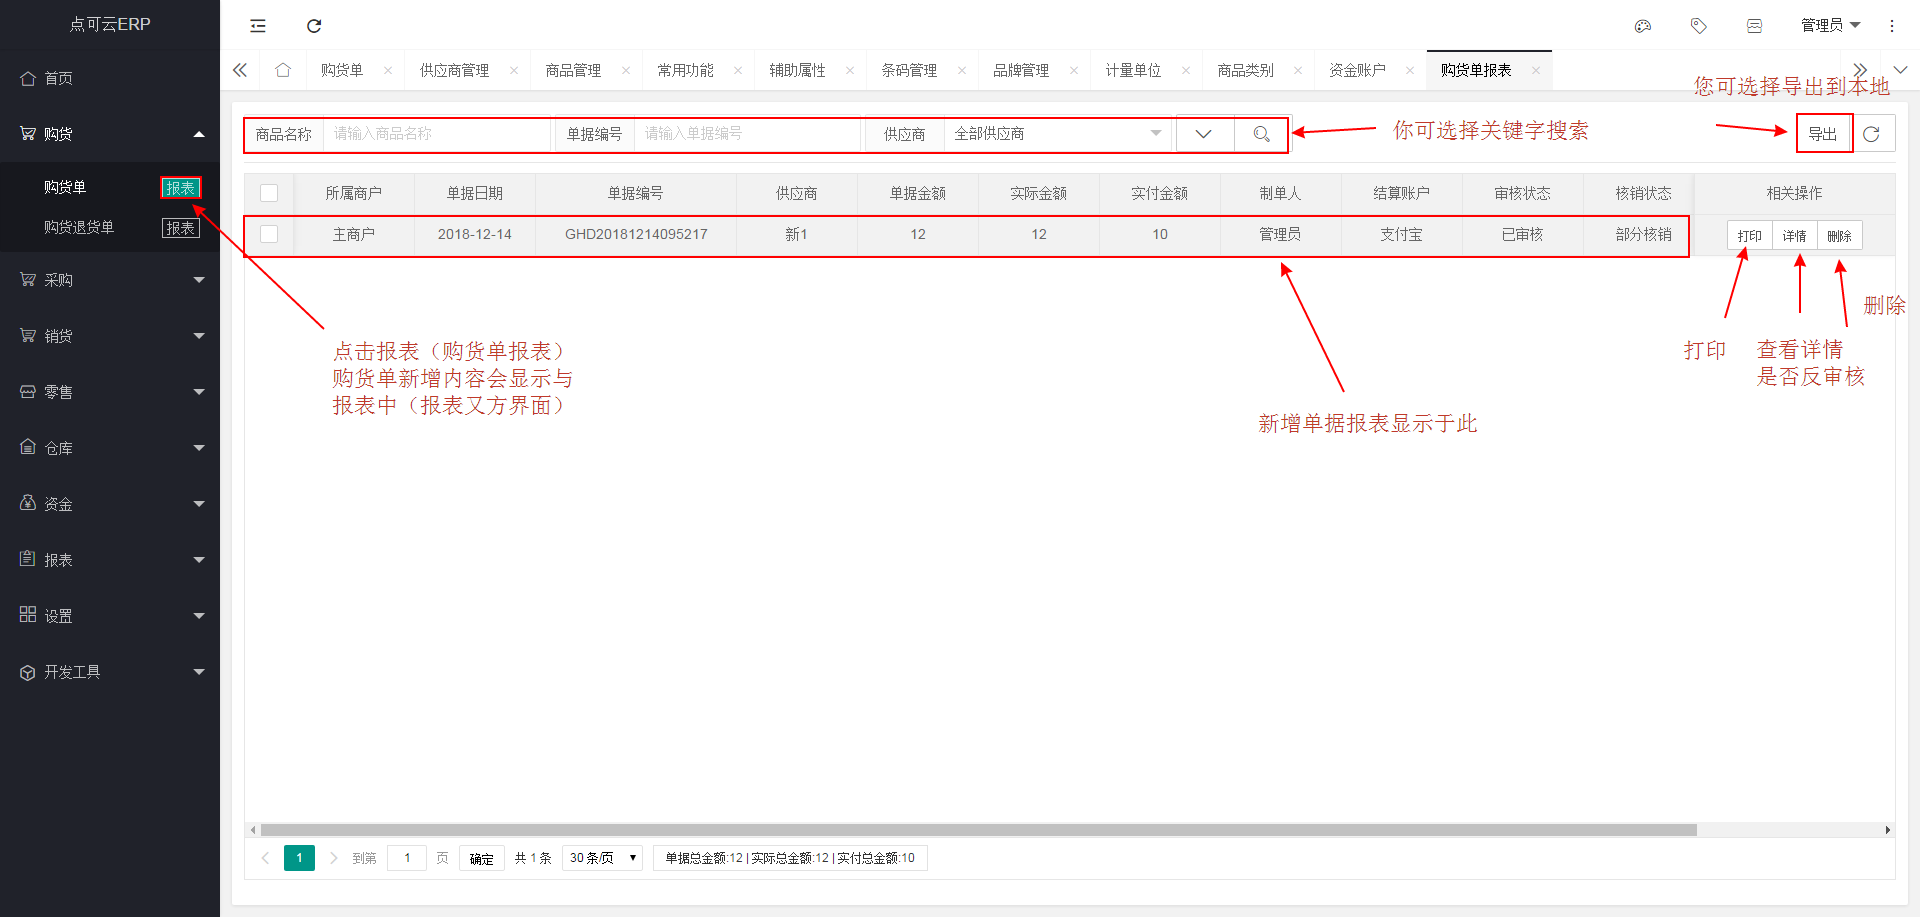 点可云ERP
管理员
首页
购货
购货单
报表
购货退货单
报表
采购
销货
零售
仓库
资金
报表
设置
开发工具
购货单
供应商管理
商品管理
常用功能
辅助属性
条码管理
品牌管理
计量单位
商品类别
资金账户
购货单报表
您可选择导出到本地
商品名称 请输入商品名称 单据编号 请输入单据编号 供应商 全部供应商
你可选择关键字搜索
导出
所属商户 单据日期 单据编号 供应商 单据金额 实际金额 实付金额 制单人 结算账户 审核状态 核销状态 相关操作
主商户 2018-12-14 GHD20181214095217 新1 12 12 10 管理员 支付宝 已审核 部分核销 打印 详情 删除
删除
打印
查看详情
是否反审核
点击报表（购货单报表）
购货单新增内容会显示与
报表中（报表又方界面）
新增单据报表显示于此
1 到第 1 页 确定 共 1 条 30 条/页 单据总金额:12 | 实际总金额:12 | 实付总金额:10